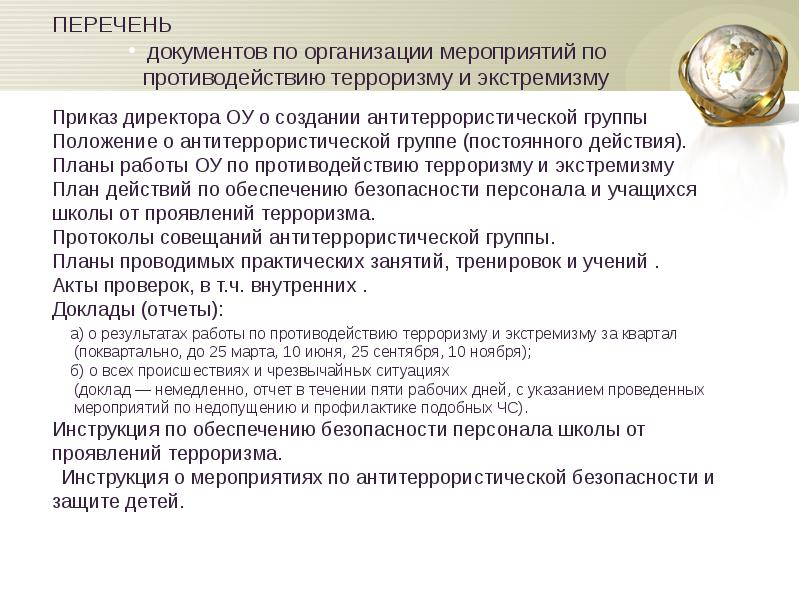 ПЕРЕЧЕНЬ
• документов по организации мероприятий по
противодействию терроризму и экстремизму
Приказ директора ОУ о создании антитеррористической группы
Положение о антитеррористической группе (постоянного действия).
Планы работы ОУ по противодействию терроризму и экстремизму
План действий по обеспечению безопасности персонала и учащихся
школы от проявлений терроризма.
Протоколы совещаний антитеррористической группы.
Планы проводимых практических занятий, тренировок и учений .
Акты проверок, в т.ч. внутренних .
Доклады (отчеты):
а) о результатах работы по противодействию терроризму и экстремизму за квартал
(поквартально, до 25 марта, 10 июня, 25 сентября, 10 ноября);
б) о всех происшествиях и чрезвычайных ситуациях
(доклад — немедленно, отчет в течении пяти рабочих дней, с указанием проведенных
мероприятий по недопущению и профилактике подобных ЧС).
Инструкция по обеспечению безопасности персонала школы от
проявлений терроризма.
Инструкция о мероприятиях по антитеррористической безопасности и
защите детей.